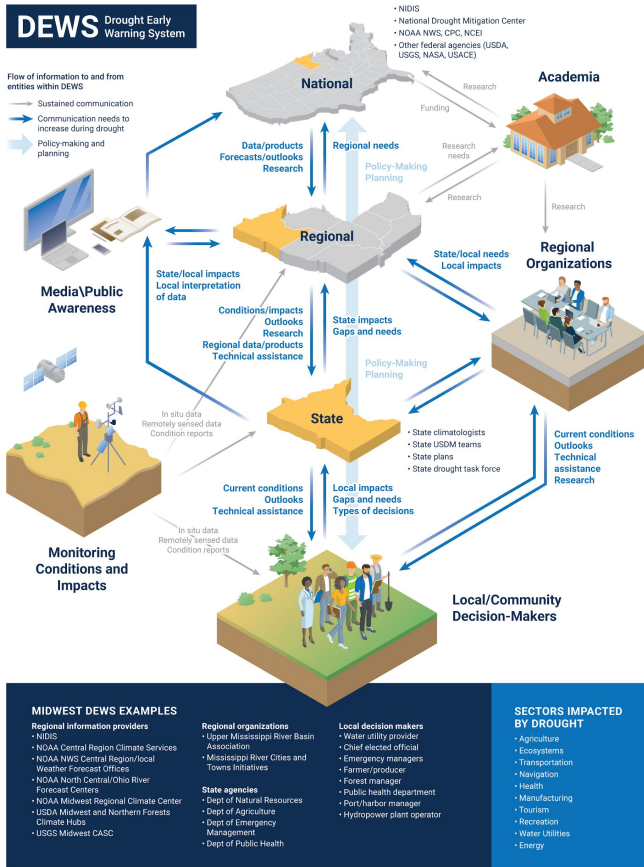 DEWS Drought Early
Warning System
• NIDIS
• National Drought Mitigation Center
• NOAA NWS, CPC, NCEI
• Other federal agencies (USDA,
USGS, NASA, USACE)
Flow of information to and from
entities within DEWS
Sustained communication
Communication needs to
increase during drought
Policy-making and
planning
National
Academia
Research
Funding
Data/products
Forecasts/outlooks
Research
Regional needs
Policy-Making
Planning
Research
needs
Research
Research
Regional
Regional
Organizations
Media\Public
Awareness
State/local impacts
Local interpretation
of data
State/local needs
Local impacts
Conditions/impacts
Outlooks
Research
Regional data/products
Technical assistance
State impacts
Gaps and needs
Policy-Making
Planning
State
In situ data
Remotely sensed data
Condition reports
• State climatologists
• State USDM teams
• State plans
• State drought task force
Current conditions
Outlooks
Technical
assistance
Research
Current conditions
Outlooks
Technical assistance
Local impacts
Gaps and needs
Types of decisions
In situ data
Remotely sensed data
Condition reports
Monitoring
Conditions and
Impacts
Local/Community
Decision-Makers
MIDWEST DEWS EXAMPLES
Regional information providers
• NIDIS
• NOAA Central Region Climate Services
• NOAA NWS Central Region/local
Weather Forecast Offices
• NOAA North Central/Ohio River
Forecast Centers
• NOAA Midwest Regional Climate Center
• USDA Midwest and Northern Forests
Climate Hubs
• USGS Midwest CASC
Regional organizations
• Upper Mississippi River Basin
Association
• Mississippi River Cities and
Towns Initiatives
State agencies
• Dept of Natural Resources
• Dept of Agriculture
• Dept of Emergency
Management
• Dept of Public Health
Local decision makers
• Water utility provider
• Chief elected official
• Emergency managers
• Farmer/producer
• Forest manager
• Public health department
• Port/harbor manager
• Hydropower plant operator
SECTORS IMPACTED
BY DROUGHT
• Agriculture
• Ecosystems
• Transportation
• Navigation
• Health
• Manufacturing
• Tourism
• Recreation
• Water Utilities
• Energy